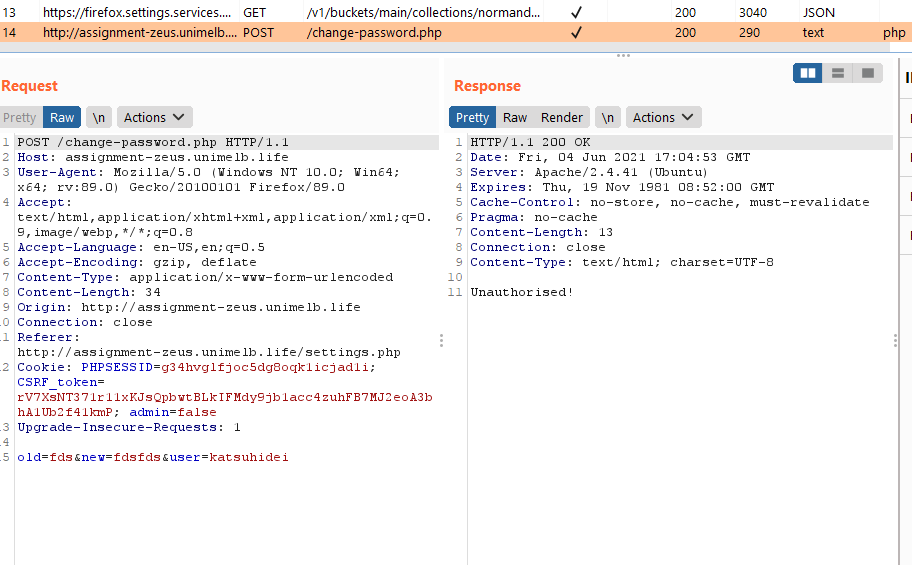 13 https://firefox.settings.services.... GET /v1/buckets/main/collections/normand... ✓ 200 3040 JSON
14 http://assignment-zeus.unimelb.... POST /change-password.php ✓ 200 290 text php
Request
Pretty Raw \n Actions
1 POST /change-password.php HTTP/1.1
2 Host: assignment-zeus.unimelb.life
3 User-Agent: Mozilla/5.0 (Windows NT 10.0; Win64;
x64; rv:89.0) Gecko/20100101 Firefox/89.0
4 Accept:
text/html,application/xhtml+xml,application/xml;q=0.
9,image/webp,*/*;q=0.8
5 Accept-Language: en-US,en;q=0.5
6 Accept-Encoding: gzip, deflate
7 Content-Type: application/x-www-form-urlencoded
8 Content-Length: 34
9 Origin: http://assignment-zeus.unimelb.life
0 Connection: close
1 Referer:
http://assignment-zeus.unimelb.life/settings.php
2 Cookie: PHPSESSID=
CSRF_token=
admin=false
3 Upgrade-Insecure-Requests: 1
4
5 old=fds&new=fdsfds&user=katsuhidei
Response
Pretty Raw Render \n Actions
1 HTTP/1.1 200 OK
2 Date: Fri, 04 Jun 2021 17:04:53 GMT
3 Server: Apache/2.4.41 (Ubuntu)
4 Expires: Thu, 19 Nov 1981 08:52:00 GMT
5 Cache-Control: no-store, no-cache, must-revalidate
6 Pragma: no-cache
7 Content-Length: 13
8 Connection: close
9 Content-Type: text/html; charset=UTF-8
10
11 Unauthorised!